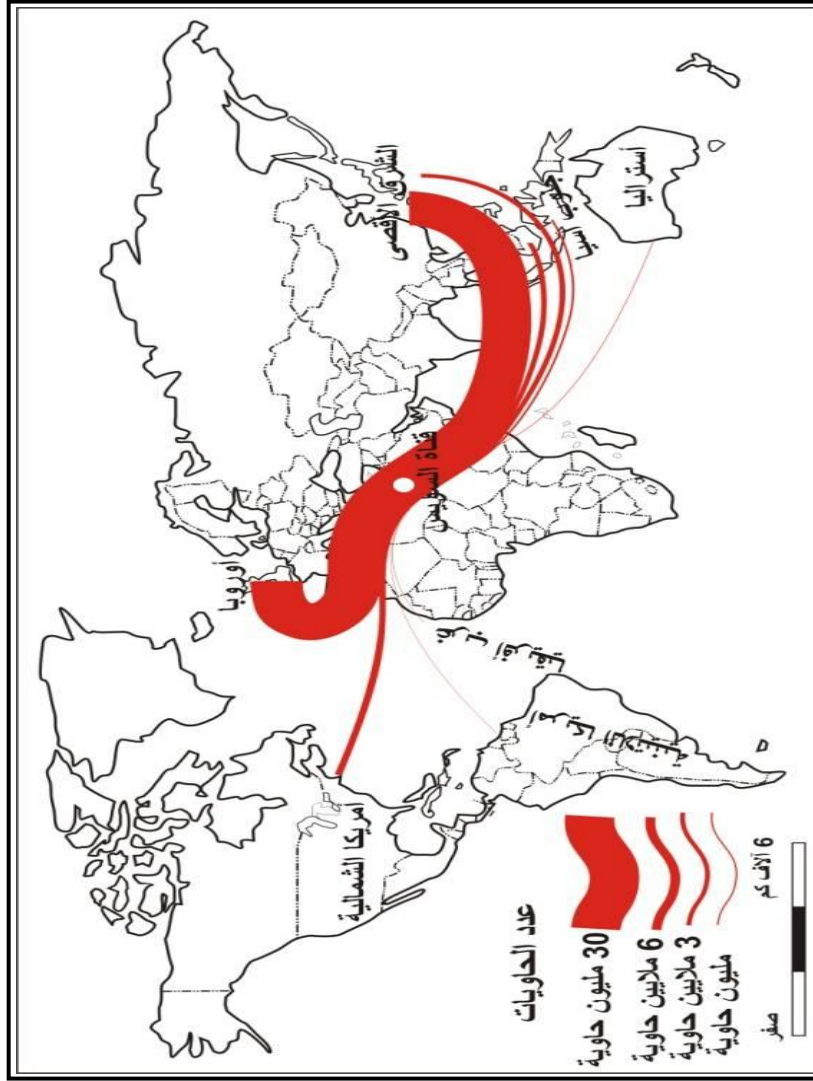 أوروبا
الشرق الأقصى
أمريكا الشمالية
قناة السويس
جنوب آسيا
أستراليا
عدد الحاويات
30 مليون حاوية
6 ملايين حاوية
3 ملايين حاوية
مليون حاوية
صفر
6 آلاف كم